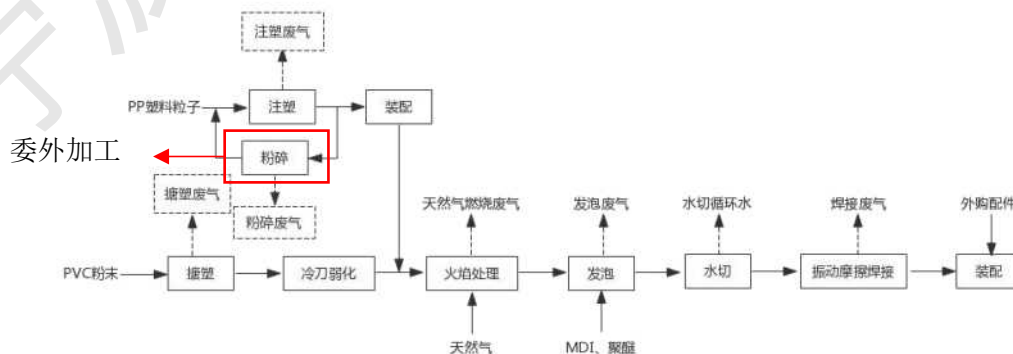 注塑废气
PP塑料粒子
注塑
装配
委外加工
粉碎
搪塑废气
粉碎废气
天然气燃烧废气
发泡废气
水切循环水
焊接废气
外购配件
PVC粉末
搪塑
冷刀弱化
火焰处理
发泡
水切
振动摩擦焊接
装配
天然气
MDI、聚醚